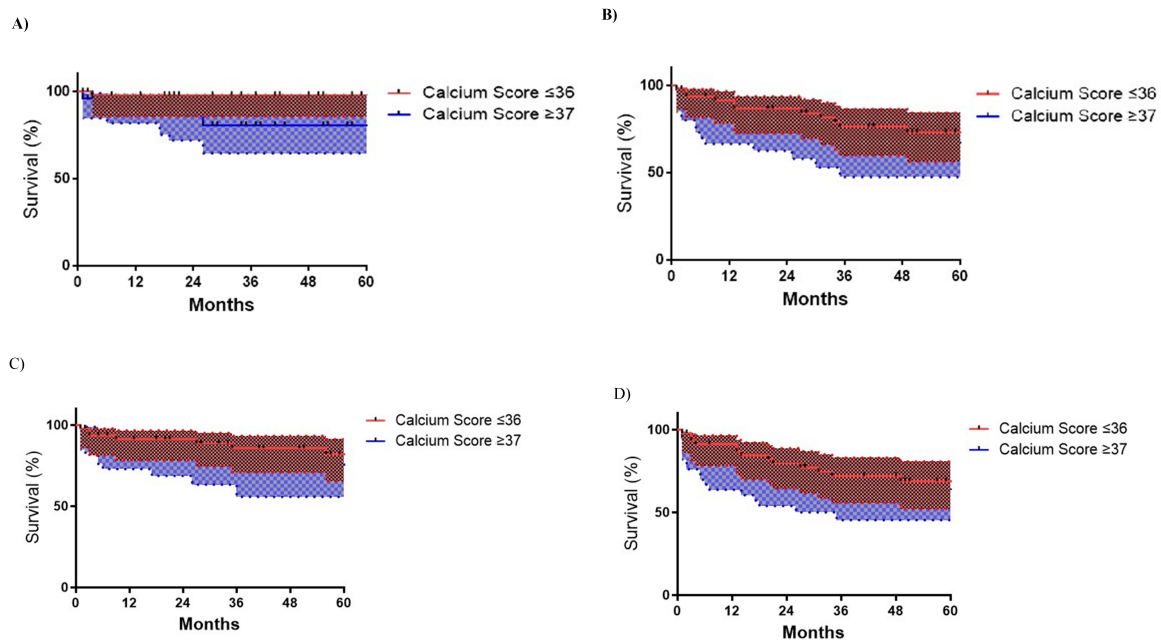 A)
Survival (%)
100
50
0
0 12 24 36 48 60
Months
Calcium Score ≤36
Calcium Score ≥37
B)
Survival (%)
100
50
0
0 12 24 36 48 60
Months
Calcium Score ≤36
Calcium Score ≥37
C)
Survival (%)
100
50
0
0 12 24 36 48 60
Months
Calcium Score ≤36
Calcium Score ≥37
D)
Survival (%)
100
50
0
0 12 24 36 48 60
Months
Calcium Score ≤36
Calcium Score ≥37